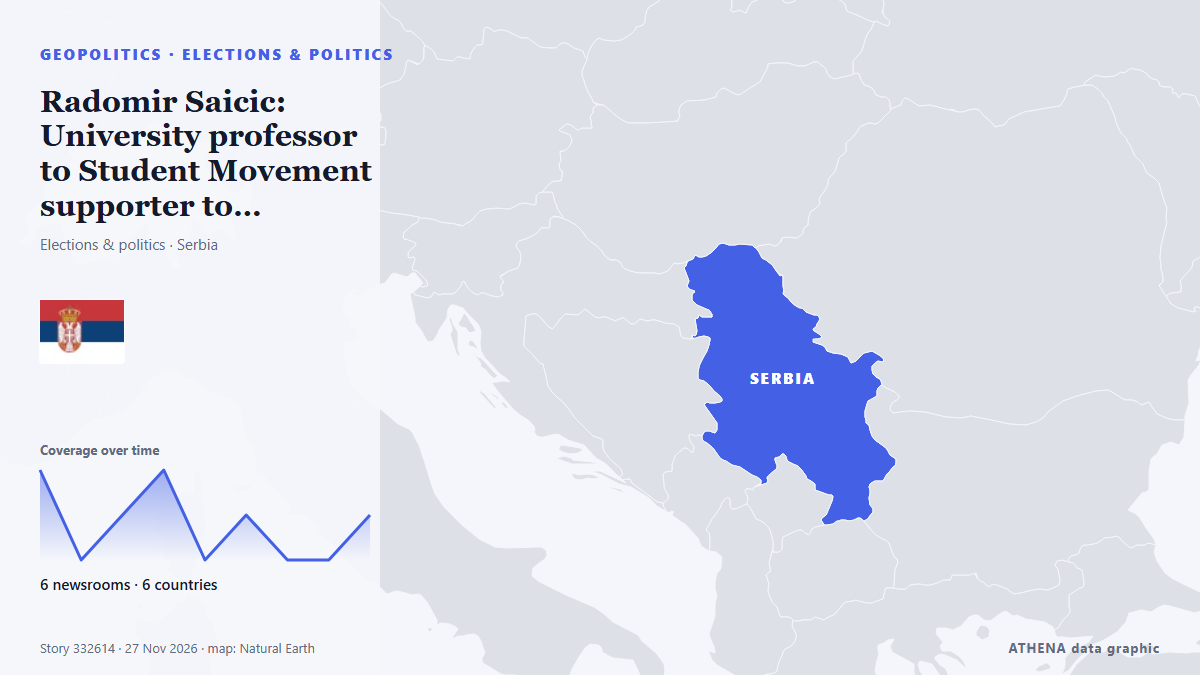 GEOPOLITICS · ELECTIONS & POLITICS
Radomir Saicic:
University professor
to Student Movement
supporter to...
Elections & politics · Serbia
SERBIA
Coverage over time
6 newsrooms · 6 countries
Story 332614 · 27 Nov 2026 · map: Natural Earth
ATHENA data graphic